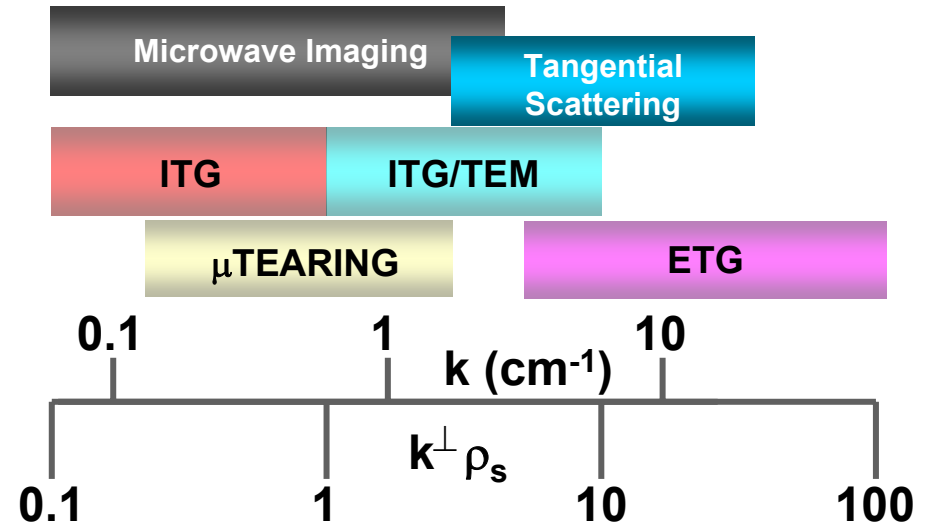 Microwave Imaging
Tangential
Scattering
ITG
ITG/TEM
μTEARING
ETG
0.1
1
10
k (cm⁻¹)
k⊥ρₛ
0.1
1
10
100